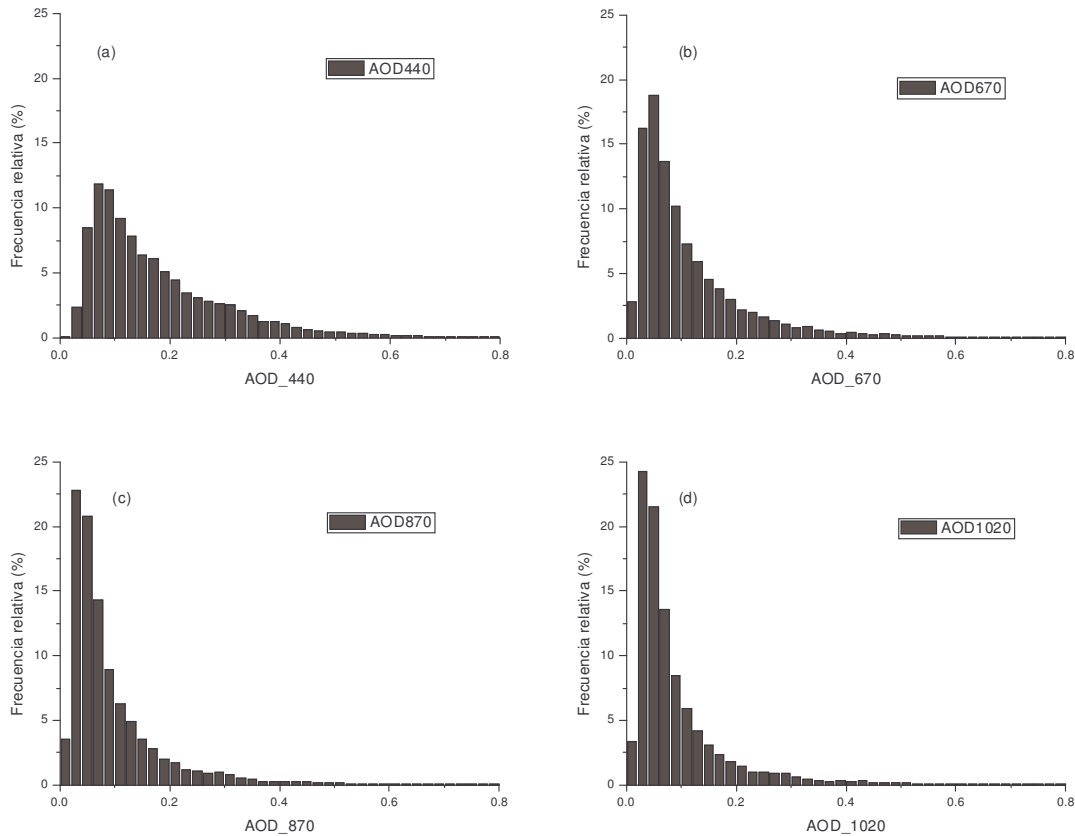 (a)
AOD440
Frecuencia relativa (%)
25
20
15
10
5
0
0.0 0.2 0.4 0.6 0.8
AOD_440
(b)
AOD670
Frecuencia relativa (%)
25
20
15
10
5
0
0.0 0.2 0.4 0.6 0.8
AOD_670
(c)
AOD870
Frecuencia relativa (%)
25
20
15
10
5
0
0.0 0.2 0.4 0.6 0.8
AOD_870
(d)
AOD1020
Frecuencia relativa (%)
25
20
15
10
5
0
0.0 0.2 0.4 0.6 0.8
AOD_1020